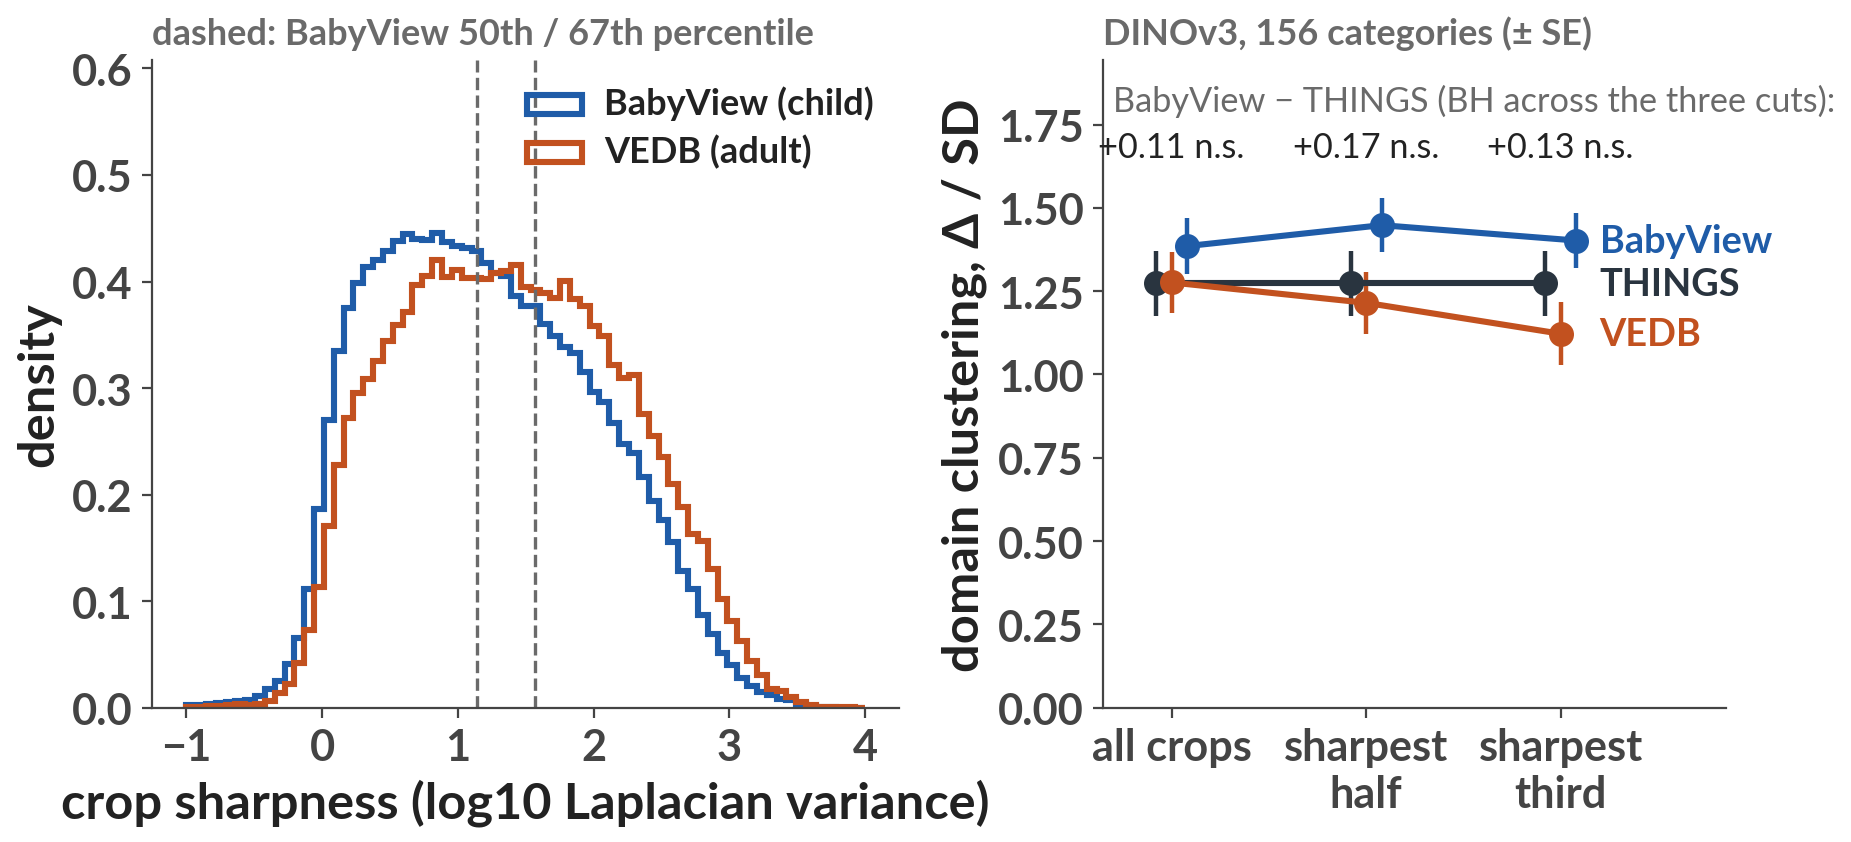 dashed: BabyView 50th / 67th percentile
0.6
0.5
0.4
0.3
0.2
0.1
0.0
density
BabyView (child)
VEDB (adult)
−1 0 1 2 3 4
crop sharpness (log10 Laplacian variance)
DINOv3, 156 categories (± SE)
BabyView − THINGS (BH across the three cuts):
+0.11 n.s. +0.17 n.s. +0.13 n.s.
1.75
1.50
1.25
1.00
0.75
0.50
0.25
0.00
domain clustering, Δ / SD
BabyView
THINGS
VEDB
all crops sharpest sharpest
half third